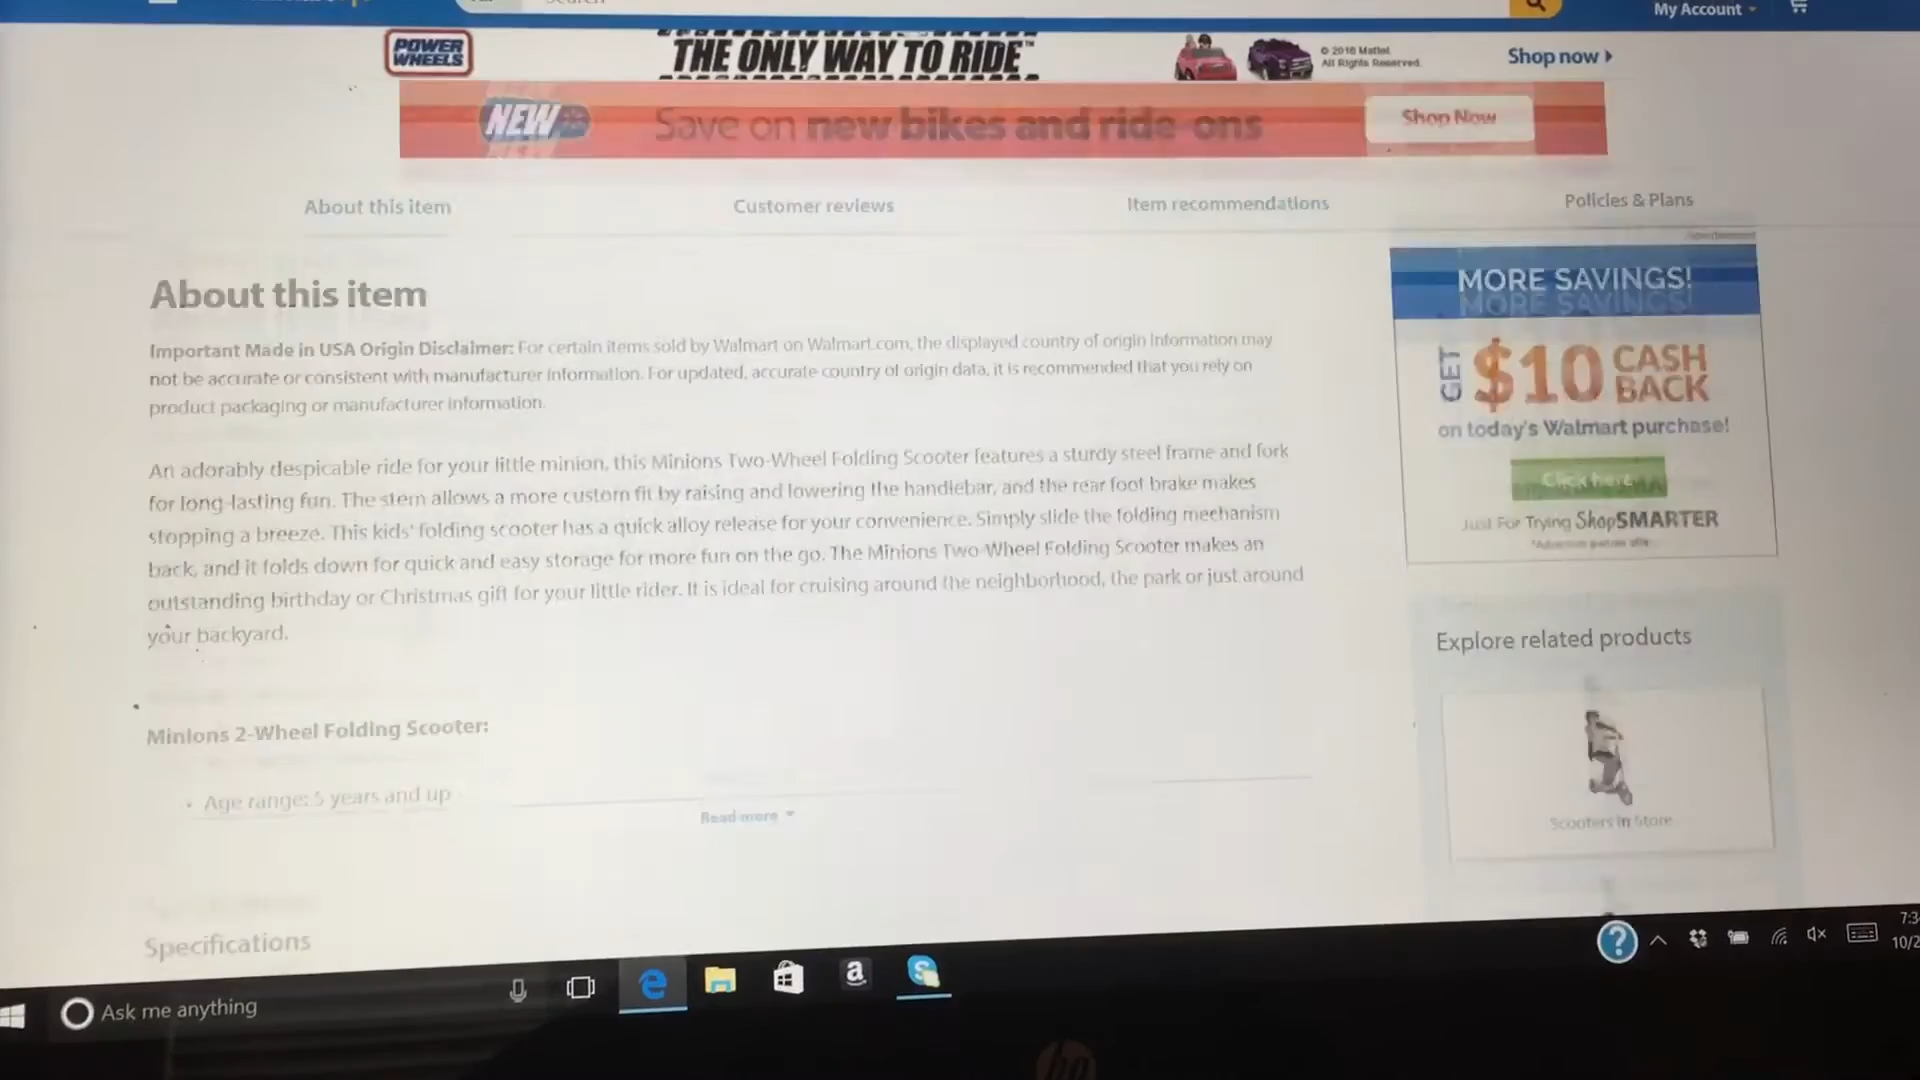 My Account
POWER WHEELS
THE ONLY WAY TO RIDE™
© 2016 Mattel.
All Rights Reserved.
Shop now
NEW
Save on new bikes and ride-ons
Shop Now
About this item
Customer reviews
Item recommendations
Policies & Plans
About this item
Important Made in USA Origin Disclaimer: For certain items sold by Walmart on Walmart.com, the displayed country of origin information may
not be accurate or consistent with manufacturer information. For updated, accurate country of origin data, it is recommended that you rely on
product packaging or manufacturer information.
An adorably despicable ride for your little minion, this Minions Two-Wheel Folding Scooter features a sturdy steel frame and fork
for long-lasting fun. The stem allows a more custom fit by raising and lowering the handlebar, and the rear foot brake makes
stopping a breeze. This kids' folding scooter has a quick alloy release for your convenience. Simply slide the folding mechanism
back, and it folds down for quick and easy storage for more fun on the go. The Minions Two-Wheel Folding Scooter makes an
outstanding birthday or Christmas gift for your little rider. It is ideal for cruising around the neighborhood, the park or just around
your backyard.
Minions 2-Wheel Folding Scooter:
• Age range: 5 years and up
Read more
Specifications
MORE SAVINGS!
GET $10 CASH BACK
on today's Walmart purchase!
Click here
Just For Trying ShopSMARTER
Explore related products
Scooters in Store
Ask me anything
a
7:3
10/2
hp